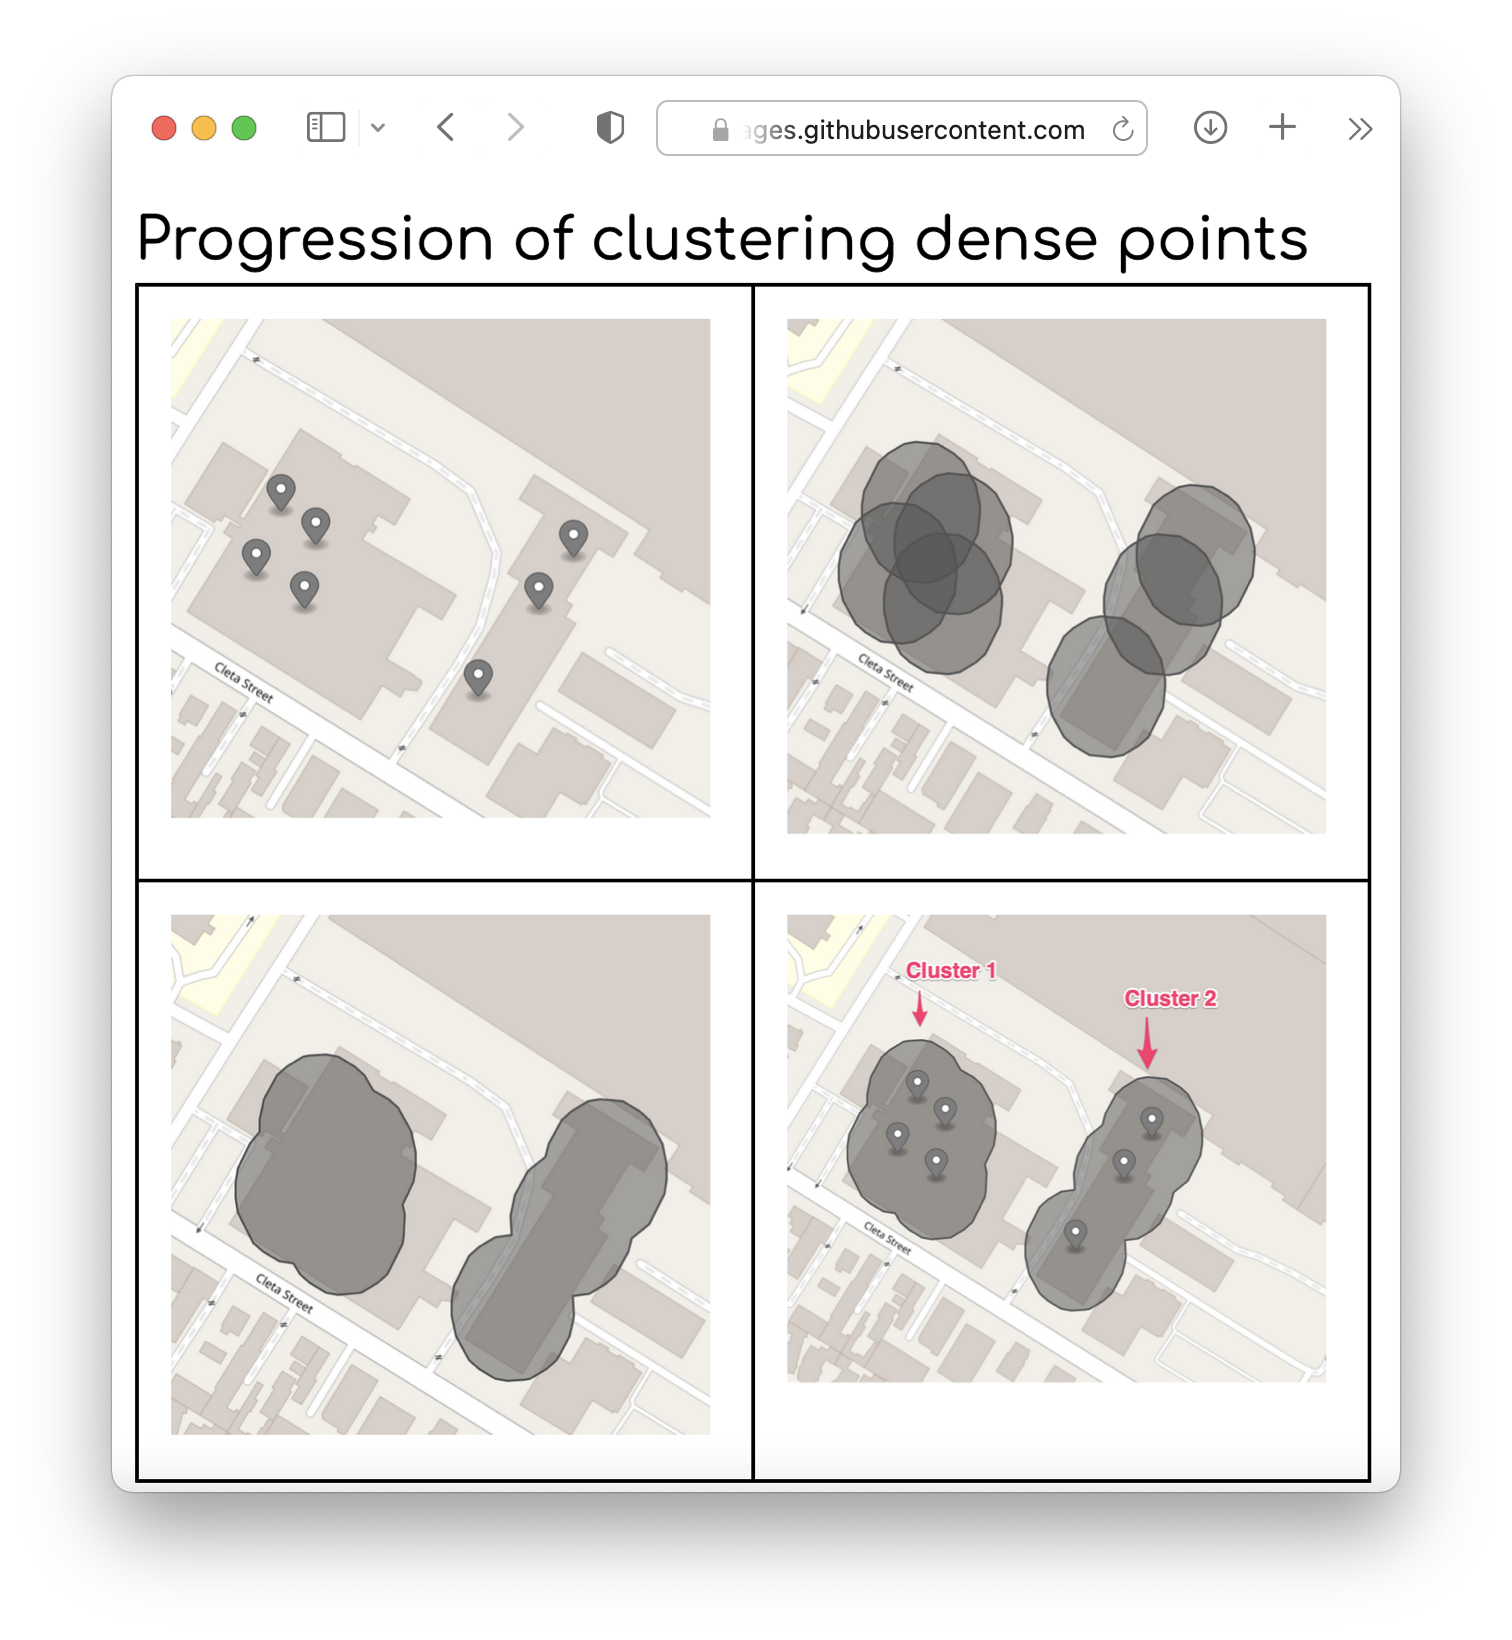 ages.githubusercontent.com
Progression of clustering dense points
Cleta Street
Cleta Street
Cleta Street
Cluster 1
Cluster 2
Cleta Street